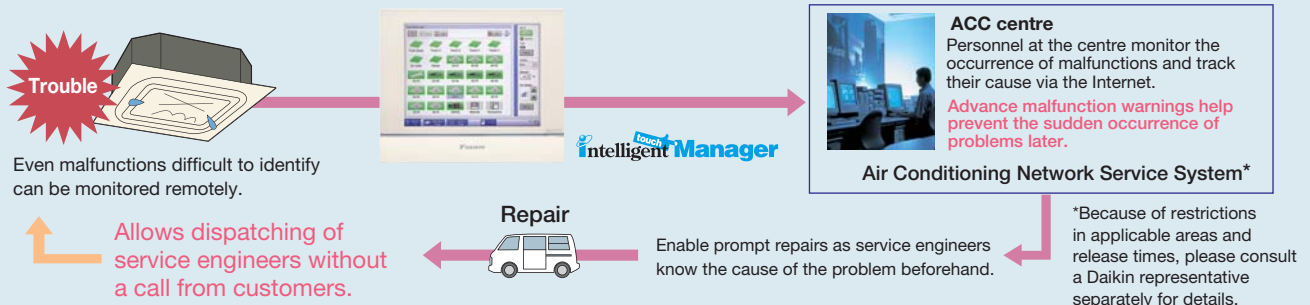 Trouble
Even malfunctions difficult to identify
can be monitored remotely.
intelligent touch Manager
ACC centre
Personnel at the centre monitor the
occurrence of malfunctions and track
their cause via the Internet.
Advance malfunction warnings help
prevent the sudden occurrence of
problems later.
Air Conditioning Network Service System*
*Because of restrictions
in applicable areas and
release times, please consult
a Daikin representative
separately for details.
Enable prompt repairs as service engineers
know the cause of the problem beforehand.
Repair
Allows dispatching of
service engineers without
a call from customers.